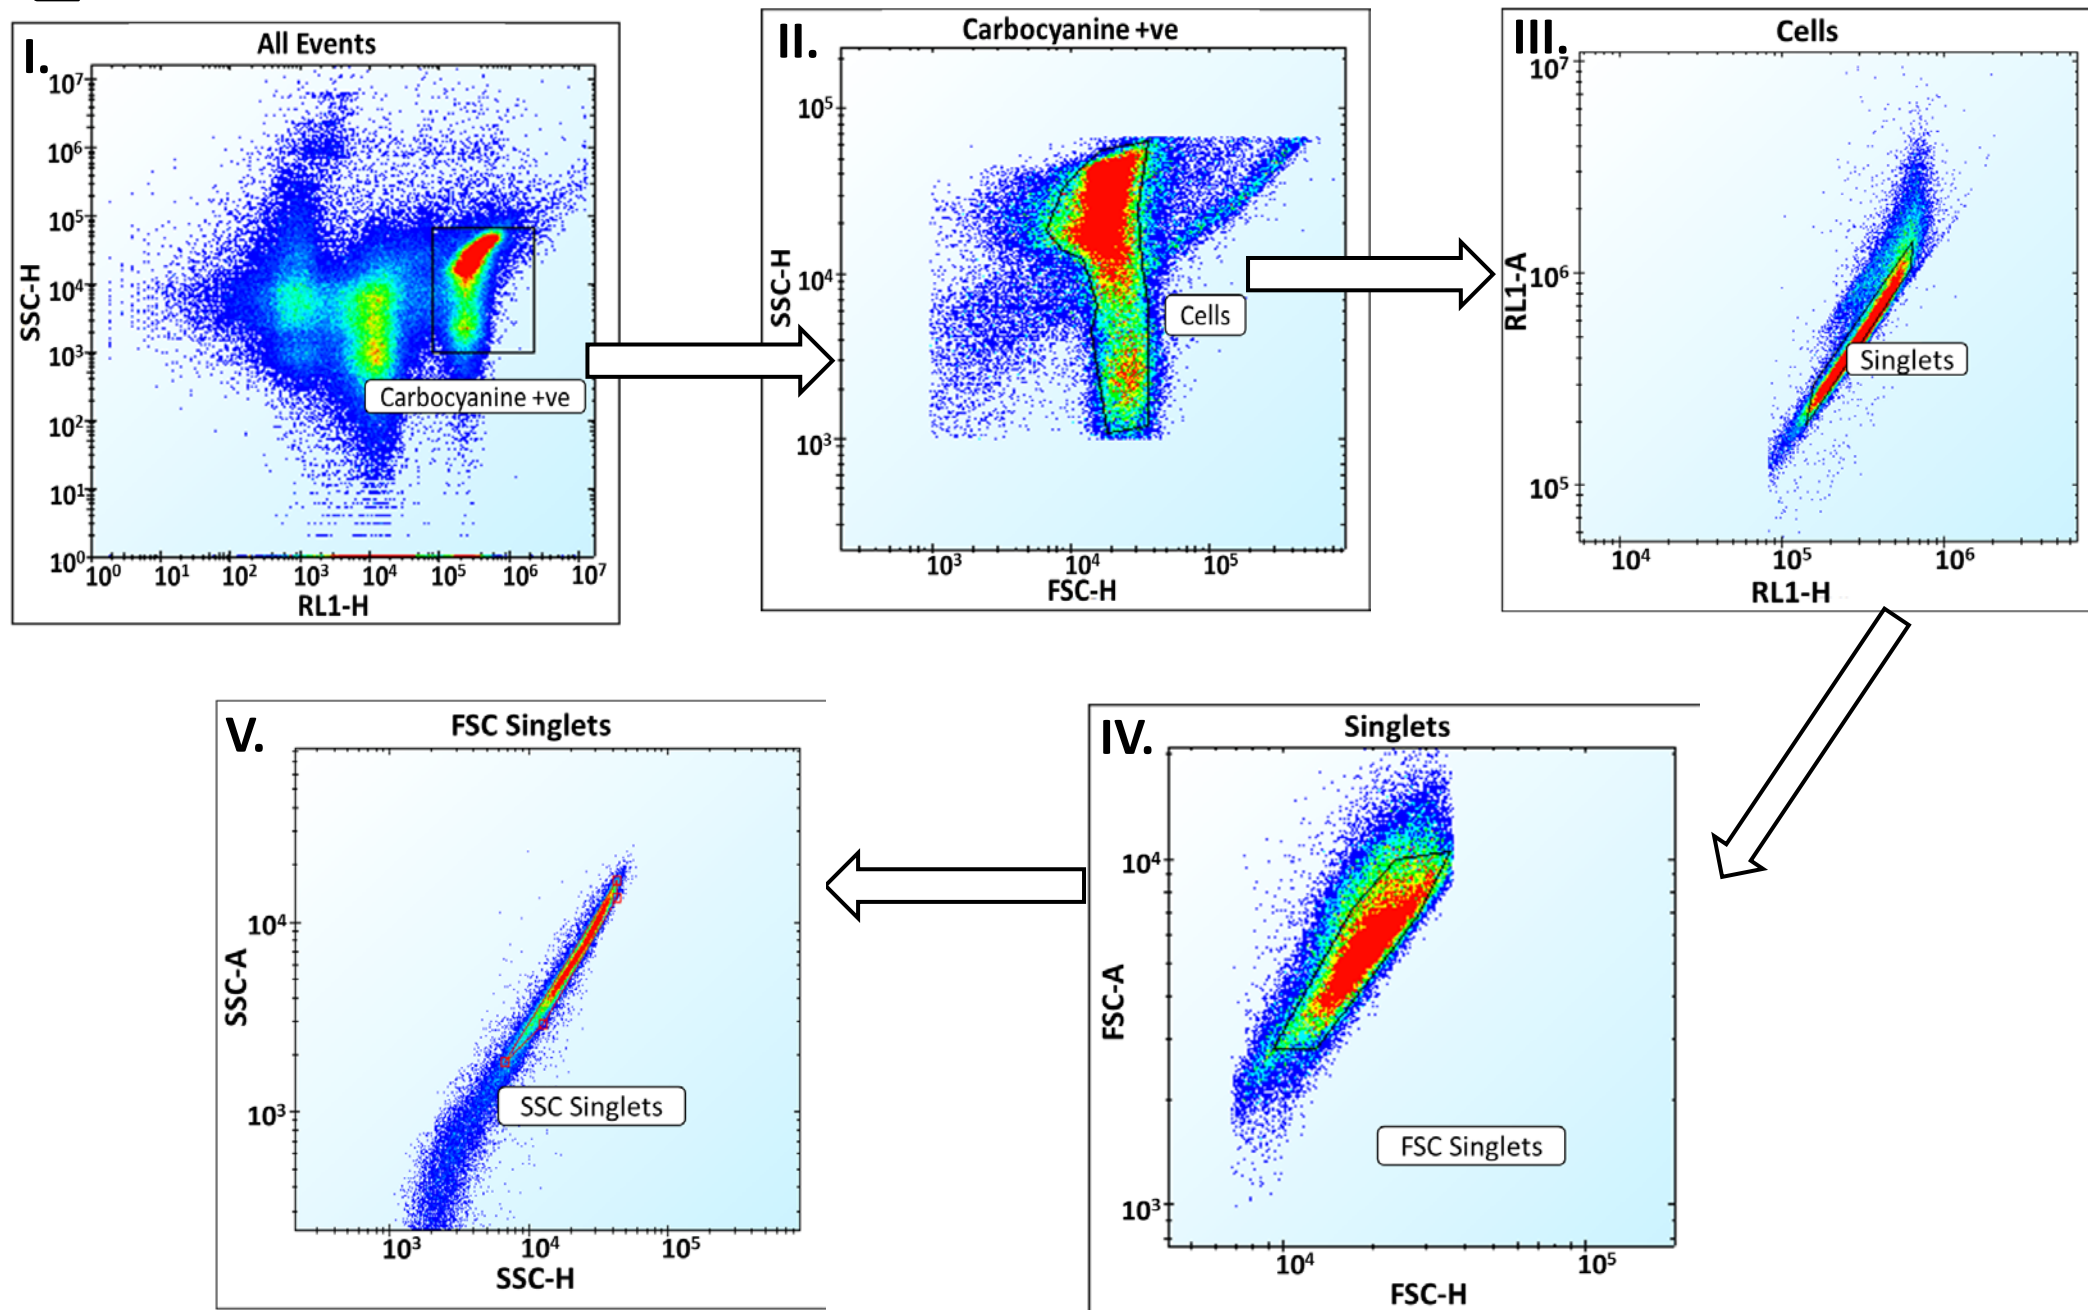 I.
All Events
10⁷
10⁶
10⁵
10⁴
10³
10²
10¹
10⁰
SSC-H
Carbocyanine +ve
10⁰ 10¹ 10² 10³ 10⁴ 10⁵ 10⁶ 10⁷
RL1-H
II.
Carbocyanine +ve
10⁵
10⁴
10³
SSC-H
Cells
10³ 10⁴ 10⁵
FSC-H
III.
Cells
10⁷
10⁶
10⁵
RL1-A
Singlets
10⁴ 10⁵ 10⁶
RL1-H
V.
FSC Singlets
10⁴
10³
SSC-A
SSC Singlets
10³ 10⁴ 10⁵
SSC-H
IV.
Singlets
10⁴
10³
FSC-A
FSC Singlets
10⁴ 10⁵
FSC-H